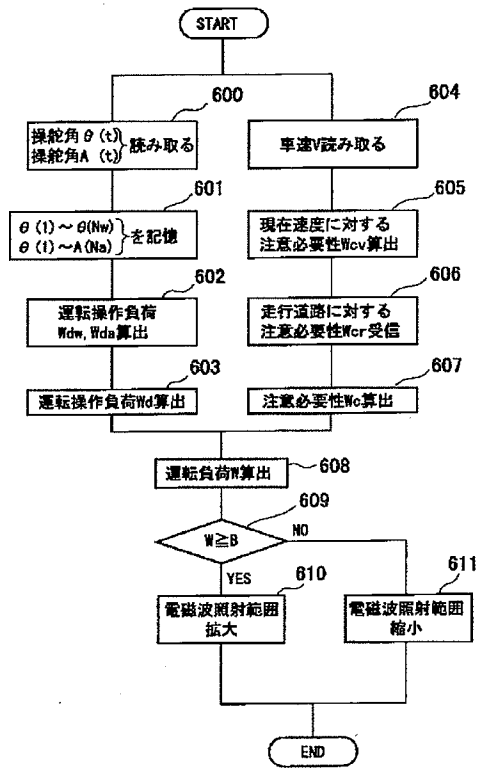 START
600
操舵角θ(t)
操舵角A (t)
読み取る
604
車速V読み取る
601
θ(1)～θ(Nw)
θ(1)～A(Na)
を記憶
605
現在速度に対する
注意必要性Wcv算出
602
運転操作負荷
Wdw,Wda算出
606
走行道路に対する
注意必要性Wcr受信
603
運転操作負荷Wd算出
607
注意必要性Wc算出
運転負荷W算出
608
609
W≧B
NO
YES
610
電磁波照射範囲
拡大
611
電磁波照射範囲
縮小
END